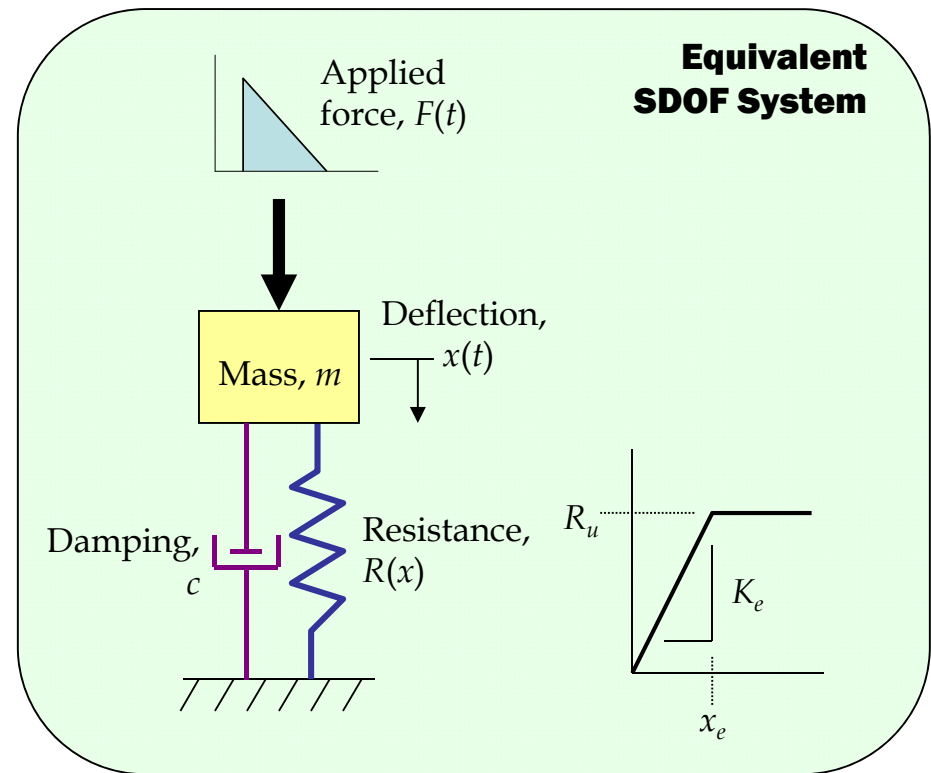 Equivalent
SDOF System
Applied
force, F(t)
Deflection,
x(t)
Mass, m
Damping,
c
Resistance,
R(x)
R_u
K_e
x_e